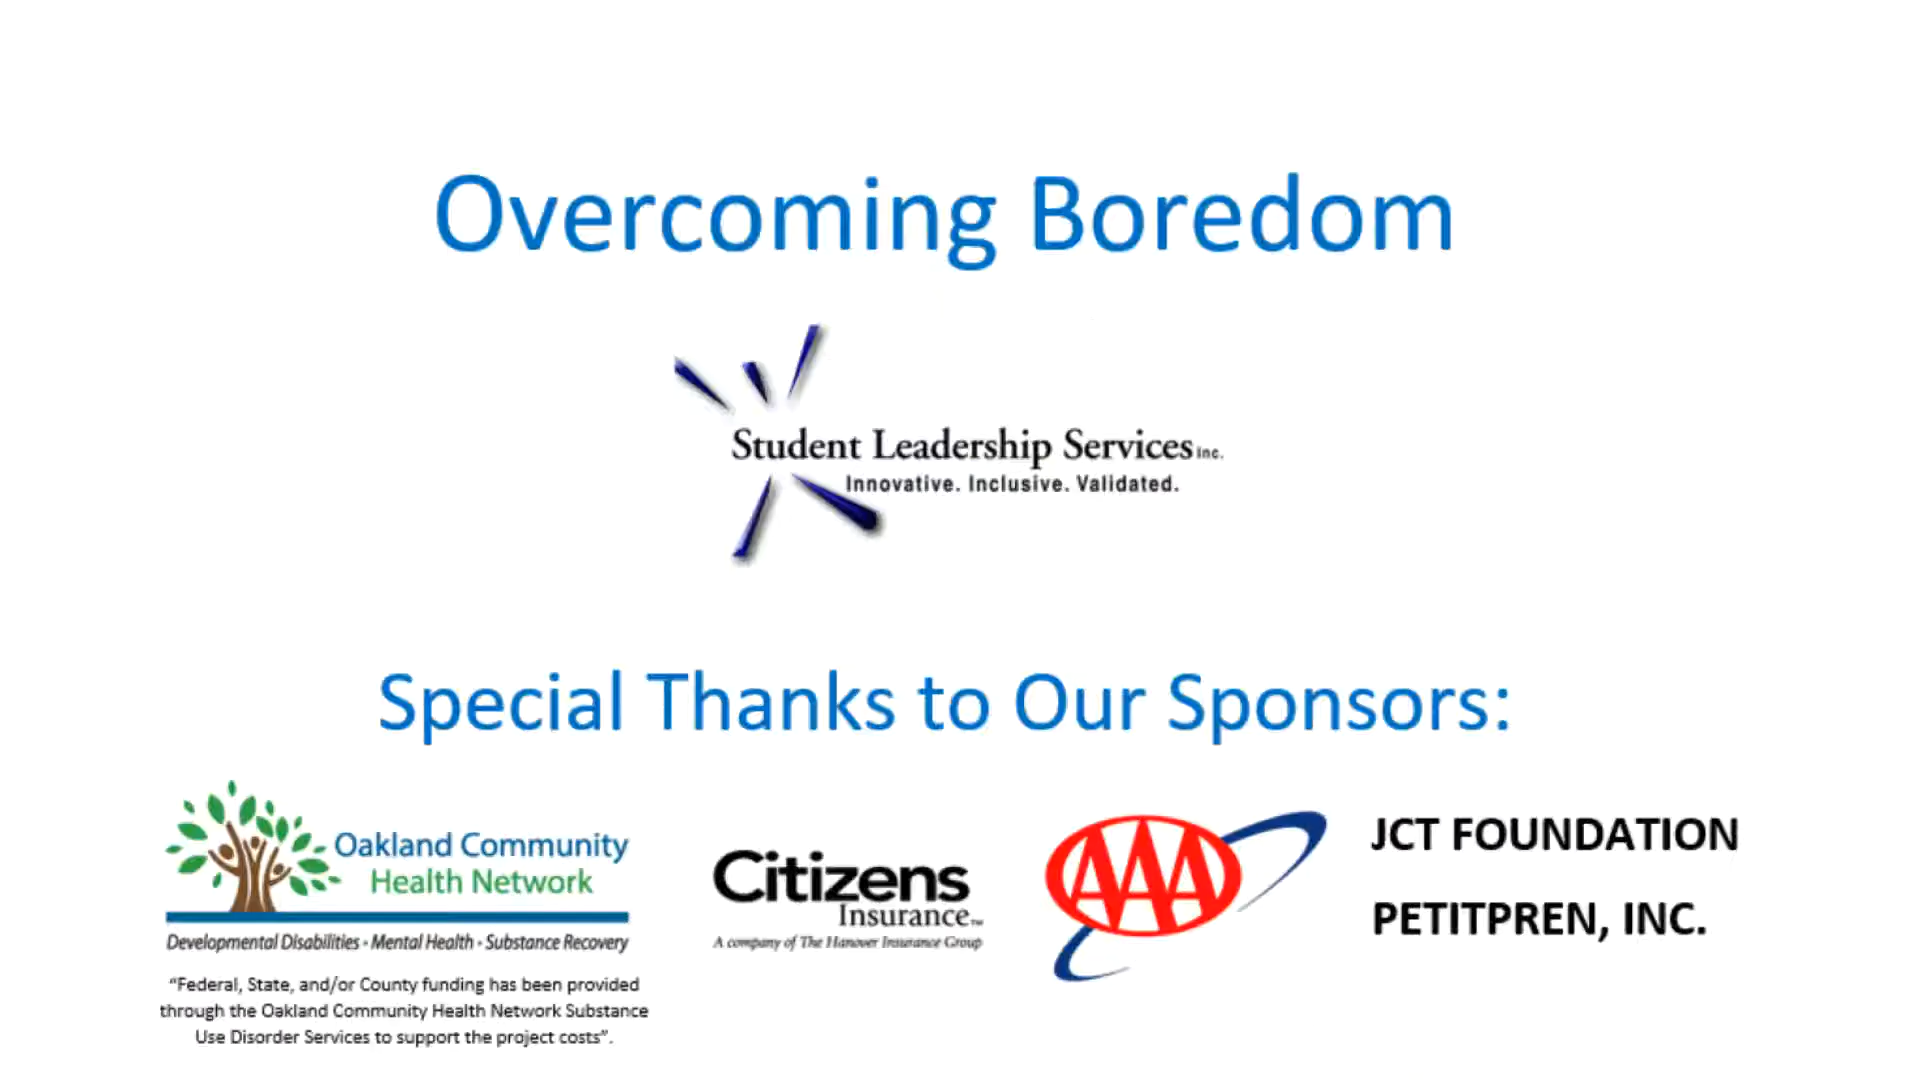 Overcoming Boredom
Student Leadership Services Inc.
Innovative. Inclusive. Validated.
Special Thanks to Our Sponsors:
Oakland Community
Health Network
Developmental Disabilities • Mental Health • Substance Recovery
“Federal, State, and/or County funding has been provided
through the Oakland Community Health Network Substance
Use Disorder Services to support the project costs”.
Citizens
Insurance™
A company of The Hanover Insurance Group
AAA
JCT FOUNDATION
PETITPREN, INC.